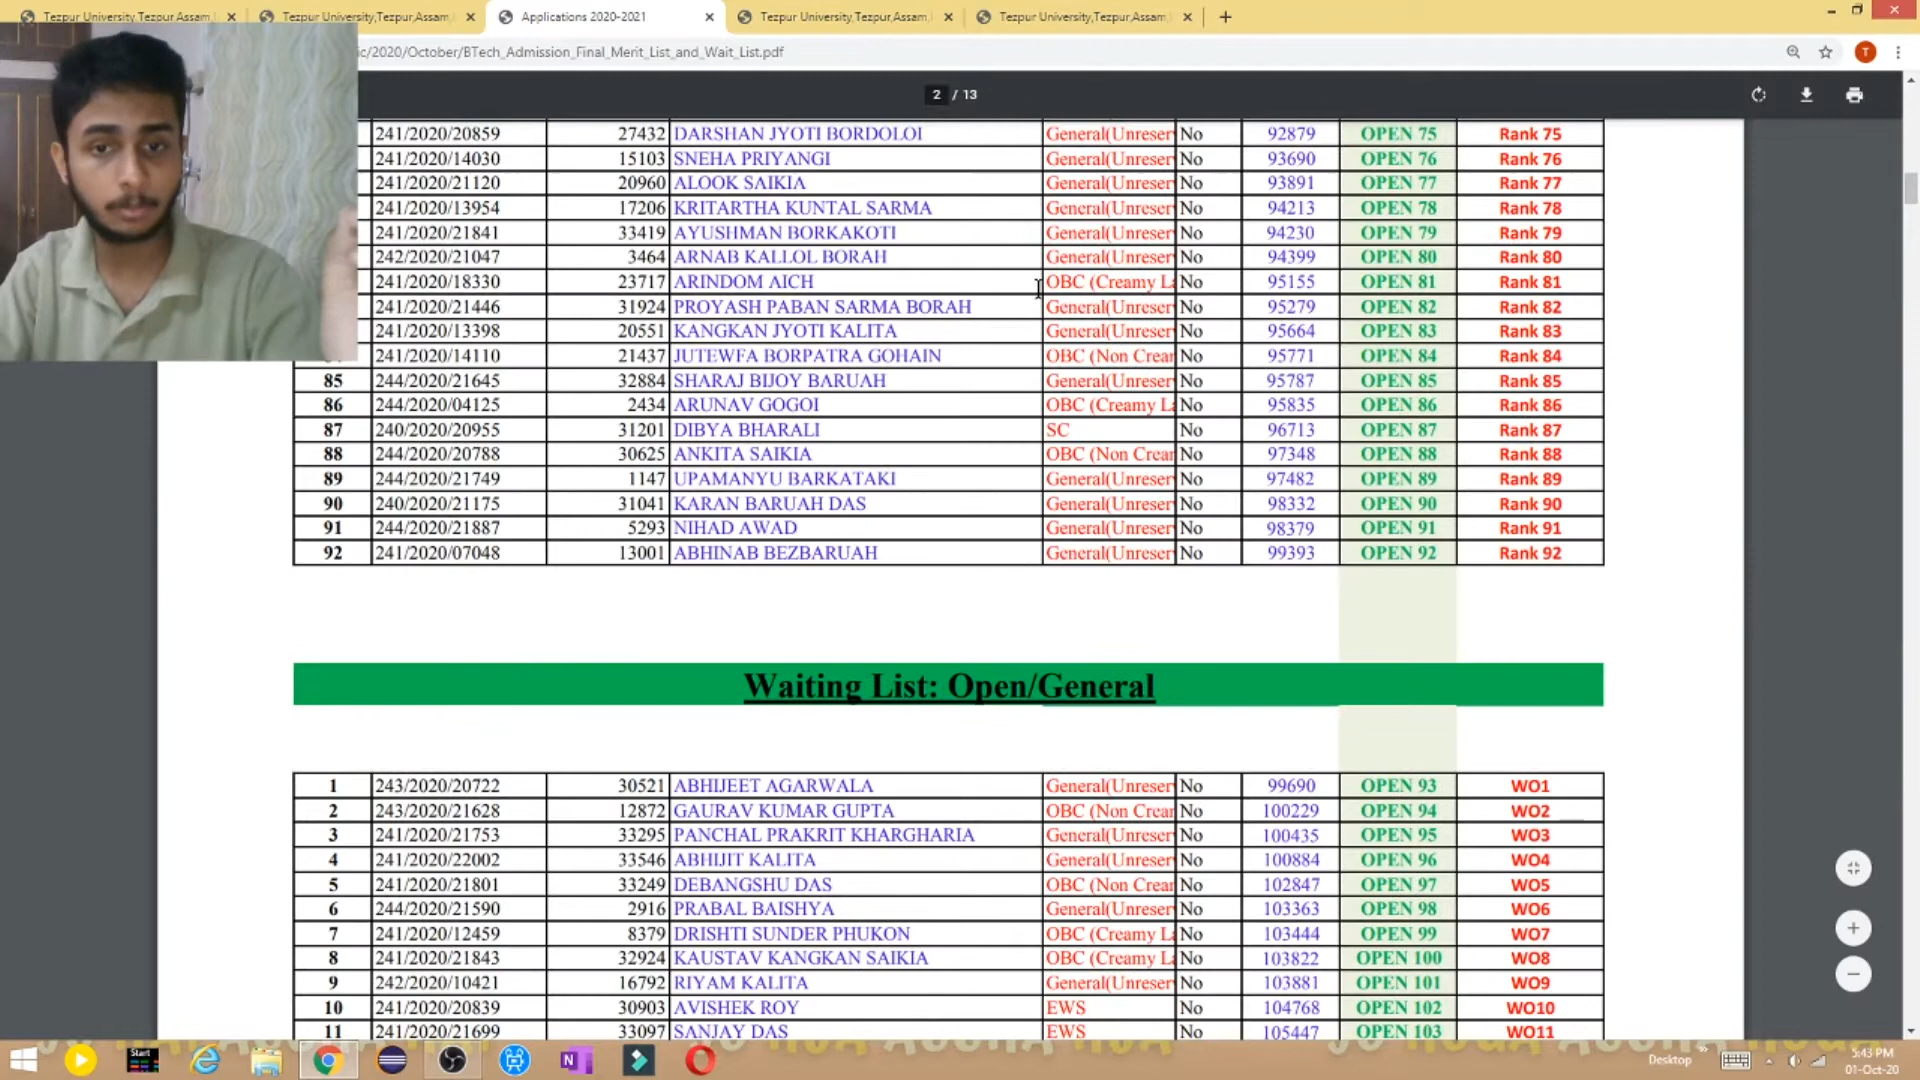 Tezpur University,Tezpur,Assam Tezpur University,Tezpur,Assam, Applications 2020-2021 Tezpur University,Tezpur,Assam, Tezpur University,Tezpur,Assam,
ic/2020/October/BTech_Admission_Final_Merit_List_and_Wait_List.pdf T
2 / 13
241/2020/20859 27432 DARSHAN JYOTI BORDOLOI General(Unreser No 92879 OPEN 75 Rank 75
241/2020/14030 15103 SNEHA PRIYANGI General(Unreser No 93690 OPEN 76 Rank 76
241/2020/21120 20960 ALOOK SAIKIA General(Unreser No 93891 OPEN 77 Rank 77
241/2020/13954 17206 KRITARTHA KUNTAL SARMA General(Unreser No 94213 OPEN 78 Rank 78
241/2020/21841 33419 AYUSHMAN BORKAKOTI General(Unreser No 94230 OPEN 79 Rank 79
242/2020/21047 3464 ARNAB KALLOL BORAH General(Unreser No 94399 OPEN 80 Rank 80
241/2020/18330 23717 ARINDOM AICH OBC (Creamy La No 95155 OPEN 81 Rank 81
241/2020/21446 31924 PROYASH PABAN SARMA BORAH General(Unreser No 95279 OPEN 82 Rank 82
241/2020/13398 20551 KANGKAN JYOTI KALITA General(Unreser No 95664 OPEN 83 Rank 83
241/2020/14110 21437 JUTEWFA BORPATRA GOHAIN OBC (Non Crear No 95771 OPEN 84 Rank 84
85 244/2020/21645 32884 SHARAJ BIJOY BARUAH General(Unreser No 95787 OPEN 85 Rank 85
86 244/2020/04125 2434 ARUNAV GOGOI OBC (Creamy La No 95835 OPEN 86 Rank 86
87 240/2020/20955 31201 DIBYA BHARALI SC No 96713 OPEN 87 Rank 87
88 244/2020/20788 30625 ANKITA SAIKIA OBC (Non Crear No 97348 OPEN 88 Rank 88
89 244/2020/21749 1147 UPAMANYU BARKATAKI General(Unreser No 97482 OPEN 89 Rank 89
90 240/2020/21175 31041 KARAN BARUAH DAS General(Unreser No 98332 OPEN 90 Rank 90
91 244/2020/21887 5293 NIHAD AWAD General(Unreser No 98379 OPEN 91 Rank 91
92 241/2020/07048 13001 ABHINAB BEZBARUAH General(Unreser No 99393 OPEN 92 Rank 92
Waiting List: Open/General
1 243/2020/20722 30521 ABHIJEET AGARWALA General(Unreser No 99690 OPEN 93 WO1
2 243/2020/21628 12872 GAURAV KUMAR GUPTA OBC (Non Crear No 100229 OPEN 94 WO2
3 241/2020/21753 33295 PANCHAL PRAKRIT KHARGHARIA General(Unreser No 100435 OPEN 95 WO3
4 241/2020/22002 33546 ABHIJIT KALITA General(Unreser No 100884 OPEN 96 WO4
5 241/2020/21801 33249 DEBANGSHU DAS OBC (Non Crear No 102847 OPEN 97 WO5
6 244/2020/21590 2916 PRABAL BAISHYA General(Unreser No 103363 OPEN 98 WO6
7 241/2020/12459 8379 DRISHTI SUNDER PHUKON OBC (Creamy La No 103444 OPEN 99 WO7
8 241/2020/21843 32924 KAUSTAV KANGKAN SAIKIA OBC (Creamy La No 103822 OPEN 100 WO8
9 242/2020/10421 16792 RIYAM KALITA General(Unreser No 103881 OPEN 101 WO9
10 241/2020/20839 30903 AVISHEK ROY EWS No 104768 OPEN 102 WO10
11 241/2020/21699 33097 SANJAY DAS EWS No 105447 OPEN 103 WO11
Start Desktop 5:43 PM
01-Oct-20